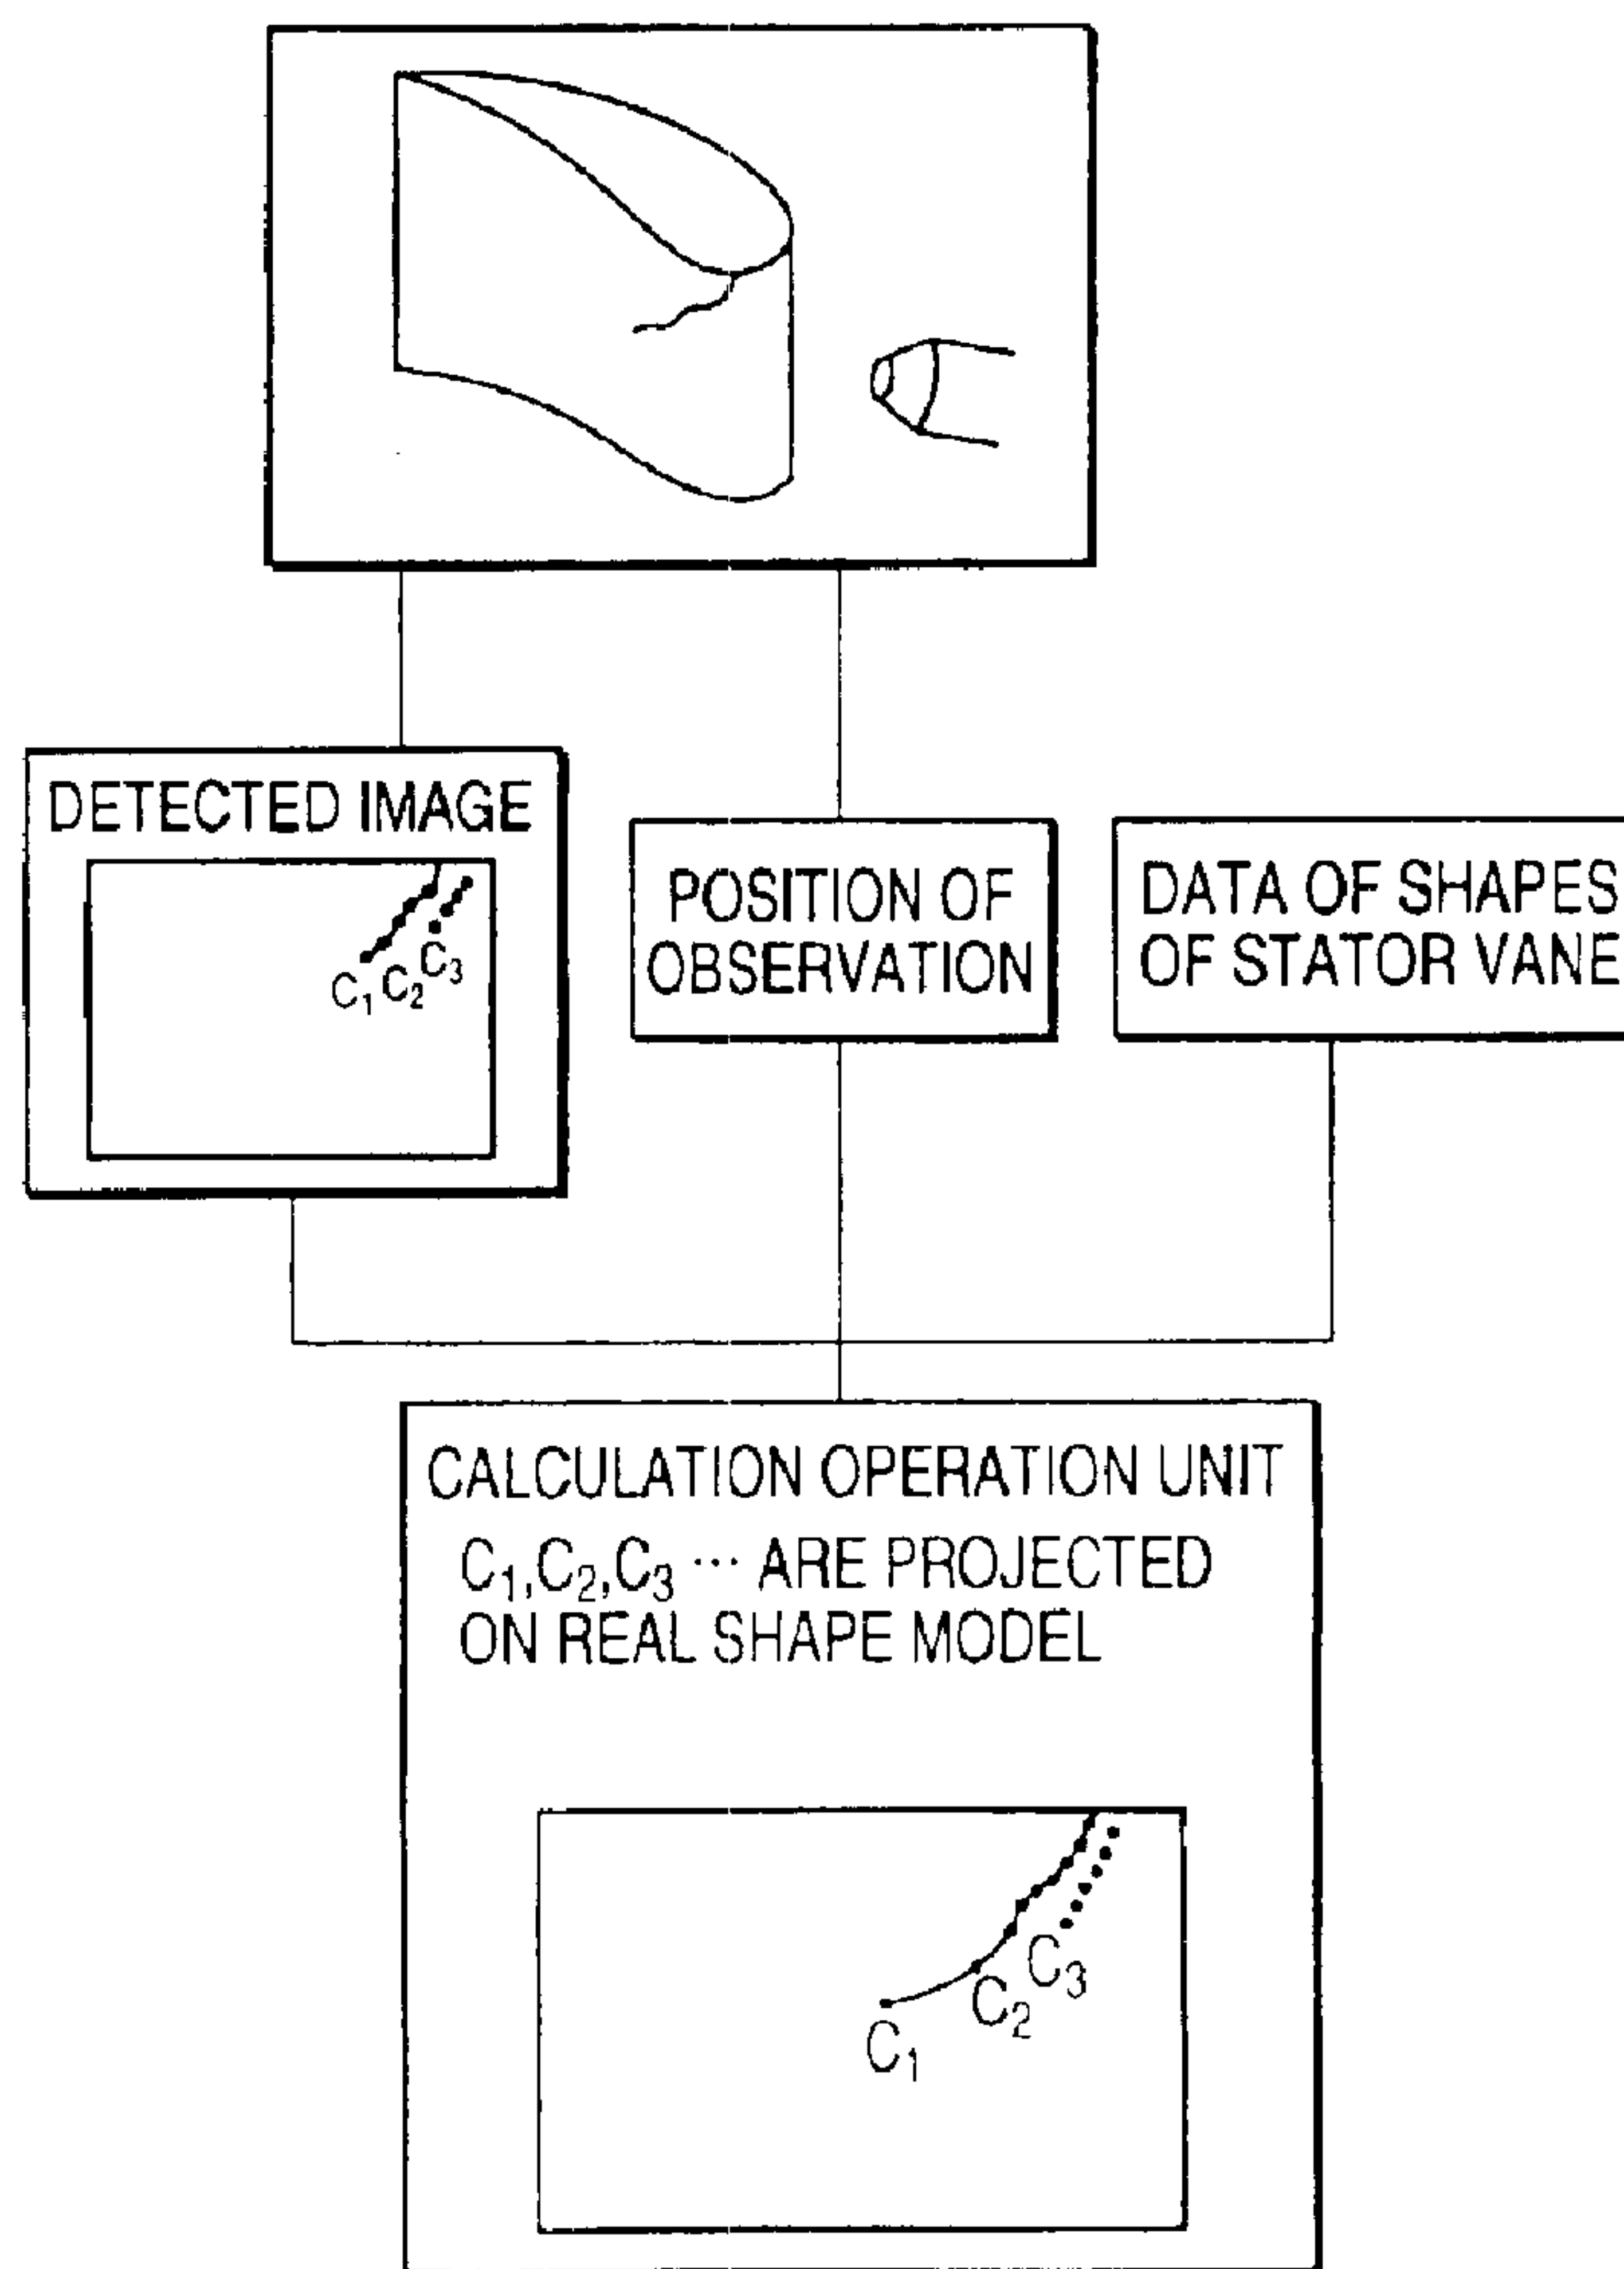 DETECTED IMAGE
C₁ C₂ C₃
POSITION OF
OBSERVATION
DATA OF SHAPES
OF STATOR VANE
CALCULATION OPERATION UNIT
C₁,C₂,C₃ ··· ARE PROJECTED
ON REAL SHAPE MODEL
C₃
C₂
C₁